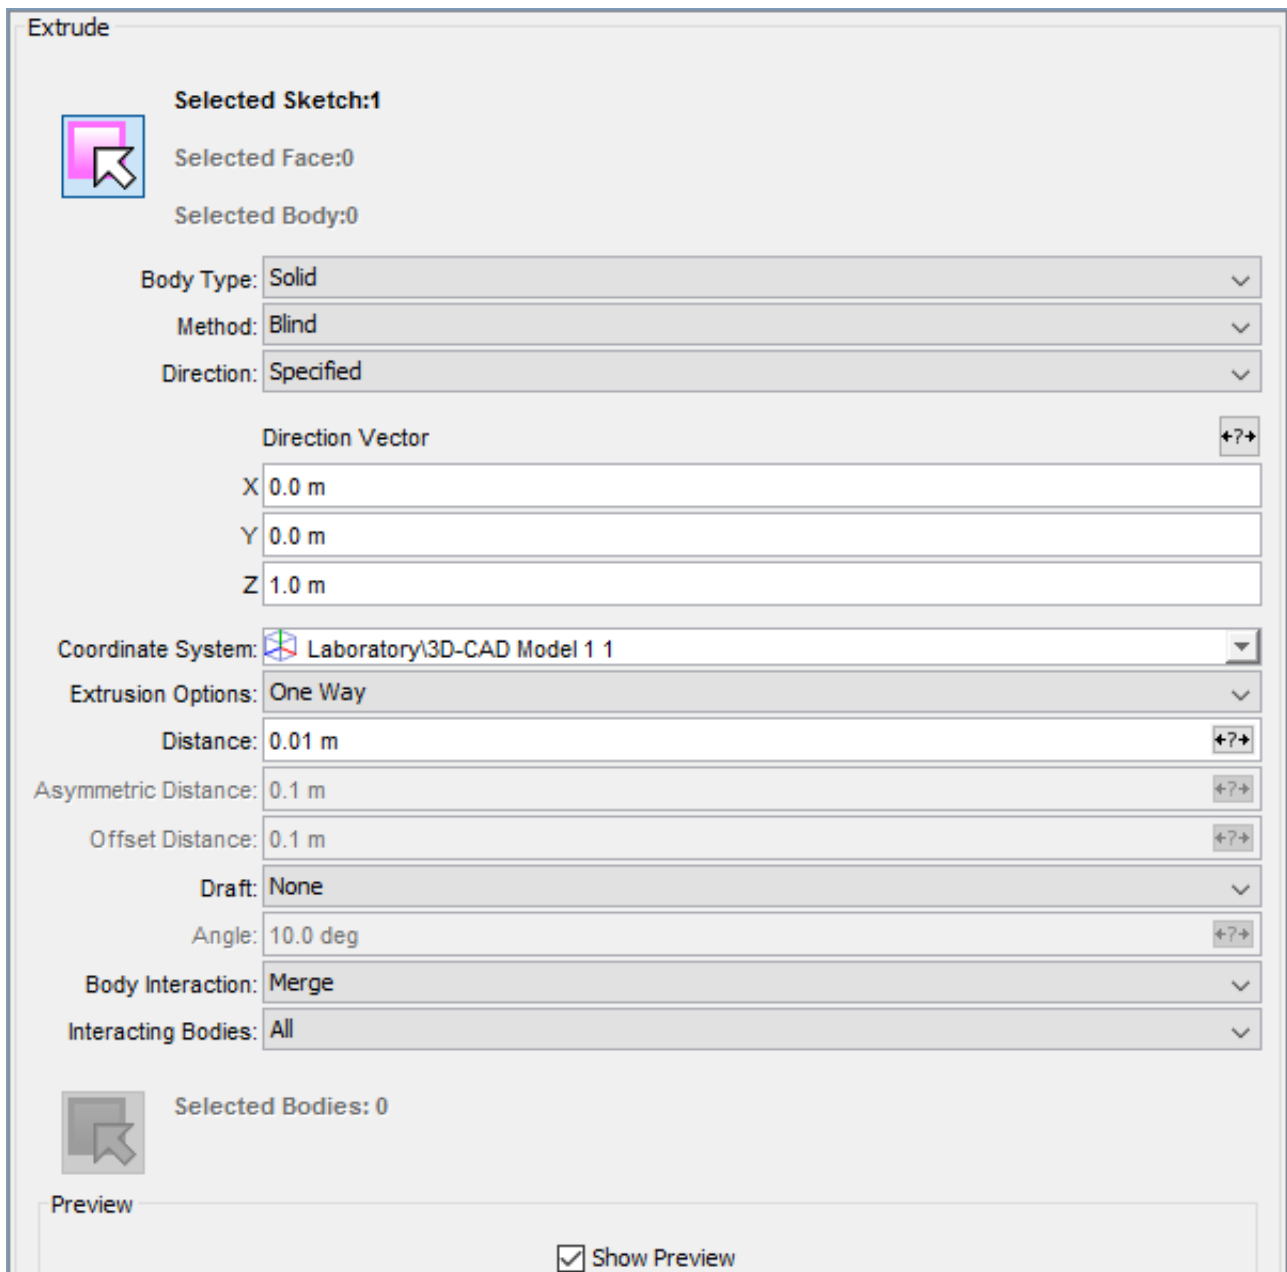 Extrude
Selected Sketch:1
Selected Face:0
Selected Body:0
Body Type: Solid
Method: Blind
Direction: Specified
Direction Vector ←?→
X 0.0 m
Y 0.0 m
Z 1.0 m
Coordinate System: Laboratory\3D-CAD Model 1 1
Extrusion Options: One Way
Distance: 0.01 m ←?→
Asymmetric Distance: 0.1 m ←?→
Offset Distance: 0.1 m ←?→
Draft: None
Angle: 10.0 deg ←?→
Body Interaction: Merge
Interacting Bodies: All
Selected Bodies: 0
Preview
Show Preview